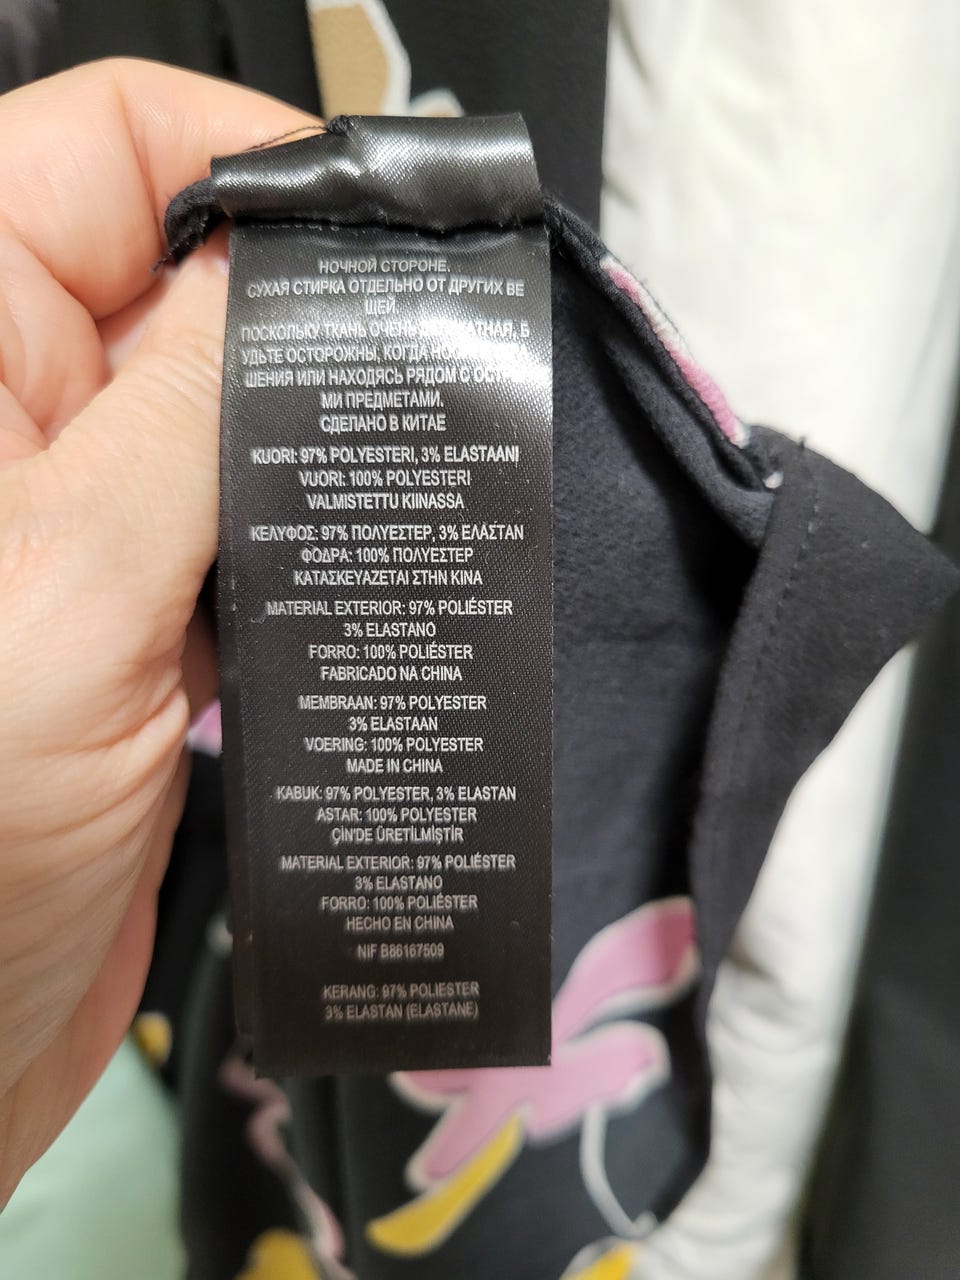 НОЧНОЙ СТОРОНЕ.
СУХАЯ СТИРКА ОТДЕЛЬНО ОТ ДРУГИХ ВЕ
ЩЕЙ.
ПОСКОЛЬКУ ТКАНЬ ОЧЕНЬ Б
УДЬТЕ ОСТОРОЖНЫ, КОГДА
ШЕНИЯ ИЛИ НАХОДЯСЬ РЯДОМ С
МИ ПРЕДМЕТАМИ.
СДЕЛАНО В КИТАЕ
KUORI: 97% POLYESTERI, 3% ELASTAANI
VUORI: 100% POLYESTERI
VALMISTETTU KIINASSA
ΚΕΛΥΦΟΣ: 97% ΠΟΛΥΕΣΤΕΡ, 3% ΕΛΑΣΤΑΝ
ΦΟΔΡΑ: 100% ΠΟΛΥΕΣΤΕΡ
ΚΑΤΑΣΚΕΥΑΖΕΤΑΙ ΣΤΗΝ ΚΙΝΑ
MATERIAL EXTERIOR: 97% POLIÉSTER
3% ELASTANO
FORRO: 100% POLIÉSTER
FABRICADO NA CHINA
MEMBRAAN: 97% POLYESTER
3% ELASTAAN
VOERING: 100% POLYESTER
MADE IN CHINA
KABUK: 97% POLYESTER, 3% ELASTAN
ASTAR: 100% POLYESTER
ÇİN'DE ÜRETİLMİŞTİR
MATERIAL EXTERIOR: 97% POLIÉSTER
3% ELASTANO
FORRO: 100% POLIÉSTER
HECHO EN CHINA
NIF B86167509
KERANG: 97% POLIESTER
3% ELASTAN (ELASTANE)